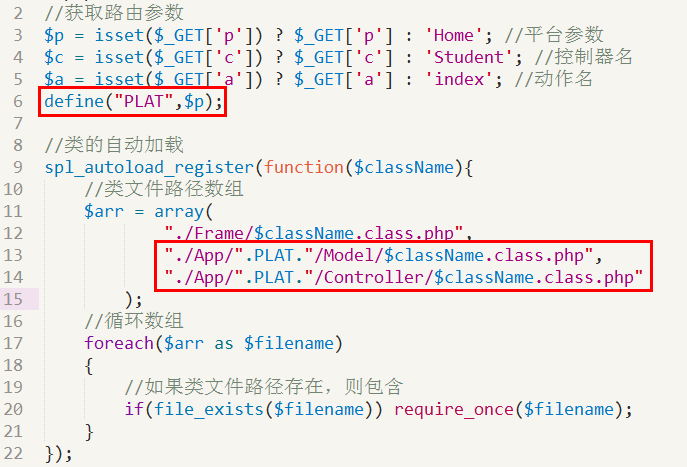 2 //获取路由参数
3 $p = isset($_GET['p']) ? $_GET['p'] : 'Home'; //平台参数
4 $c = isset($_GET['c']) ? $_GET['c'] : 'Student'; //控制器名
5 $a = isset($_GET['a']) ? $_GET['a'] : 'index'; //动作名
6 define("PLAT",$p);
7
8 //类的自动加载
9 spl_autoload_register(function($className){
10 //类文件路径数组
11 $arr = array(
12 "./Frame/$className.class.php",
13 "./App/".PLAT."/Model/$className.class.php",
14 "./App/".PLAT."/Controller/$className.class.php"
15 );
16 //循环数组
17 foreach($arr as $filename)
18 {
19 //如果类文件路径存在，则包含
20 if(file_exists($filename)) require_once($filename);
21 }
22 });